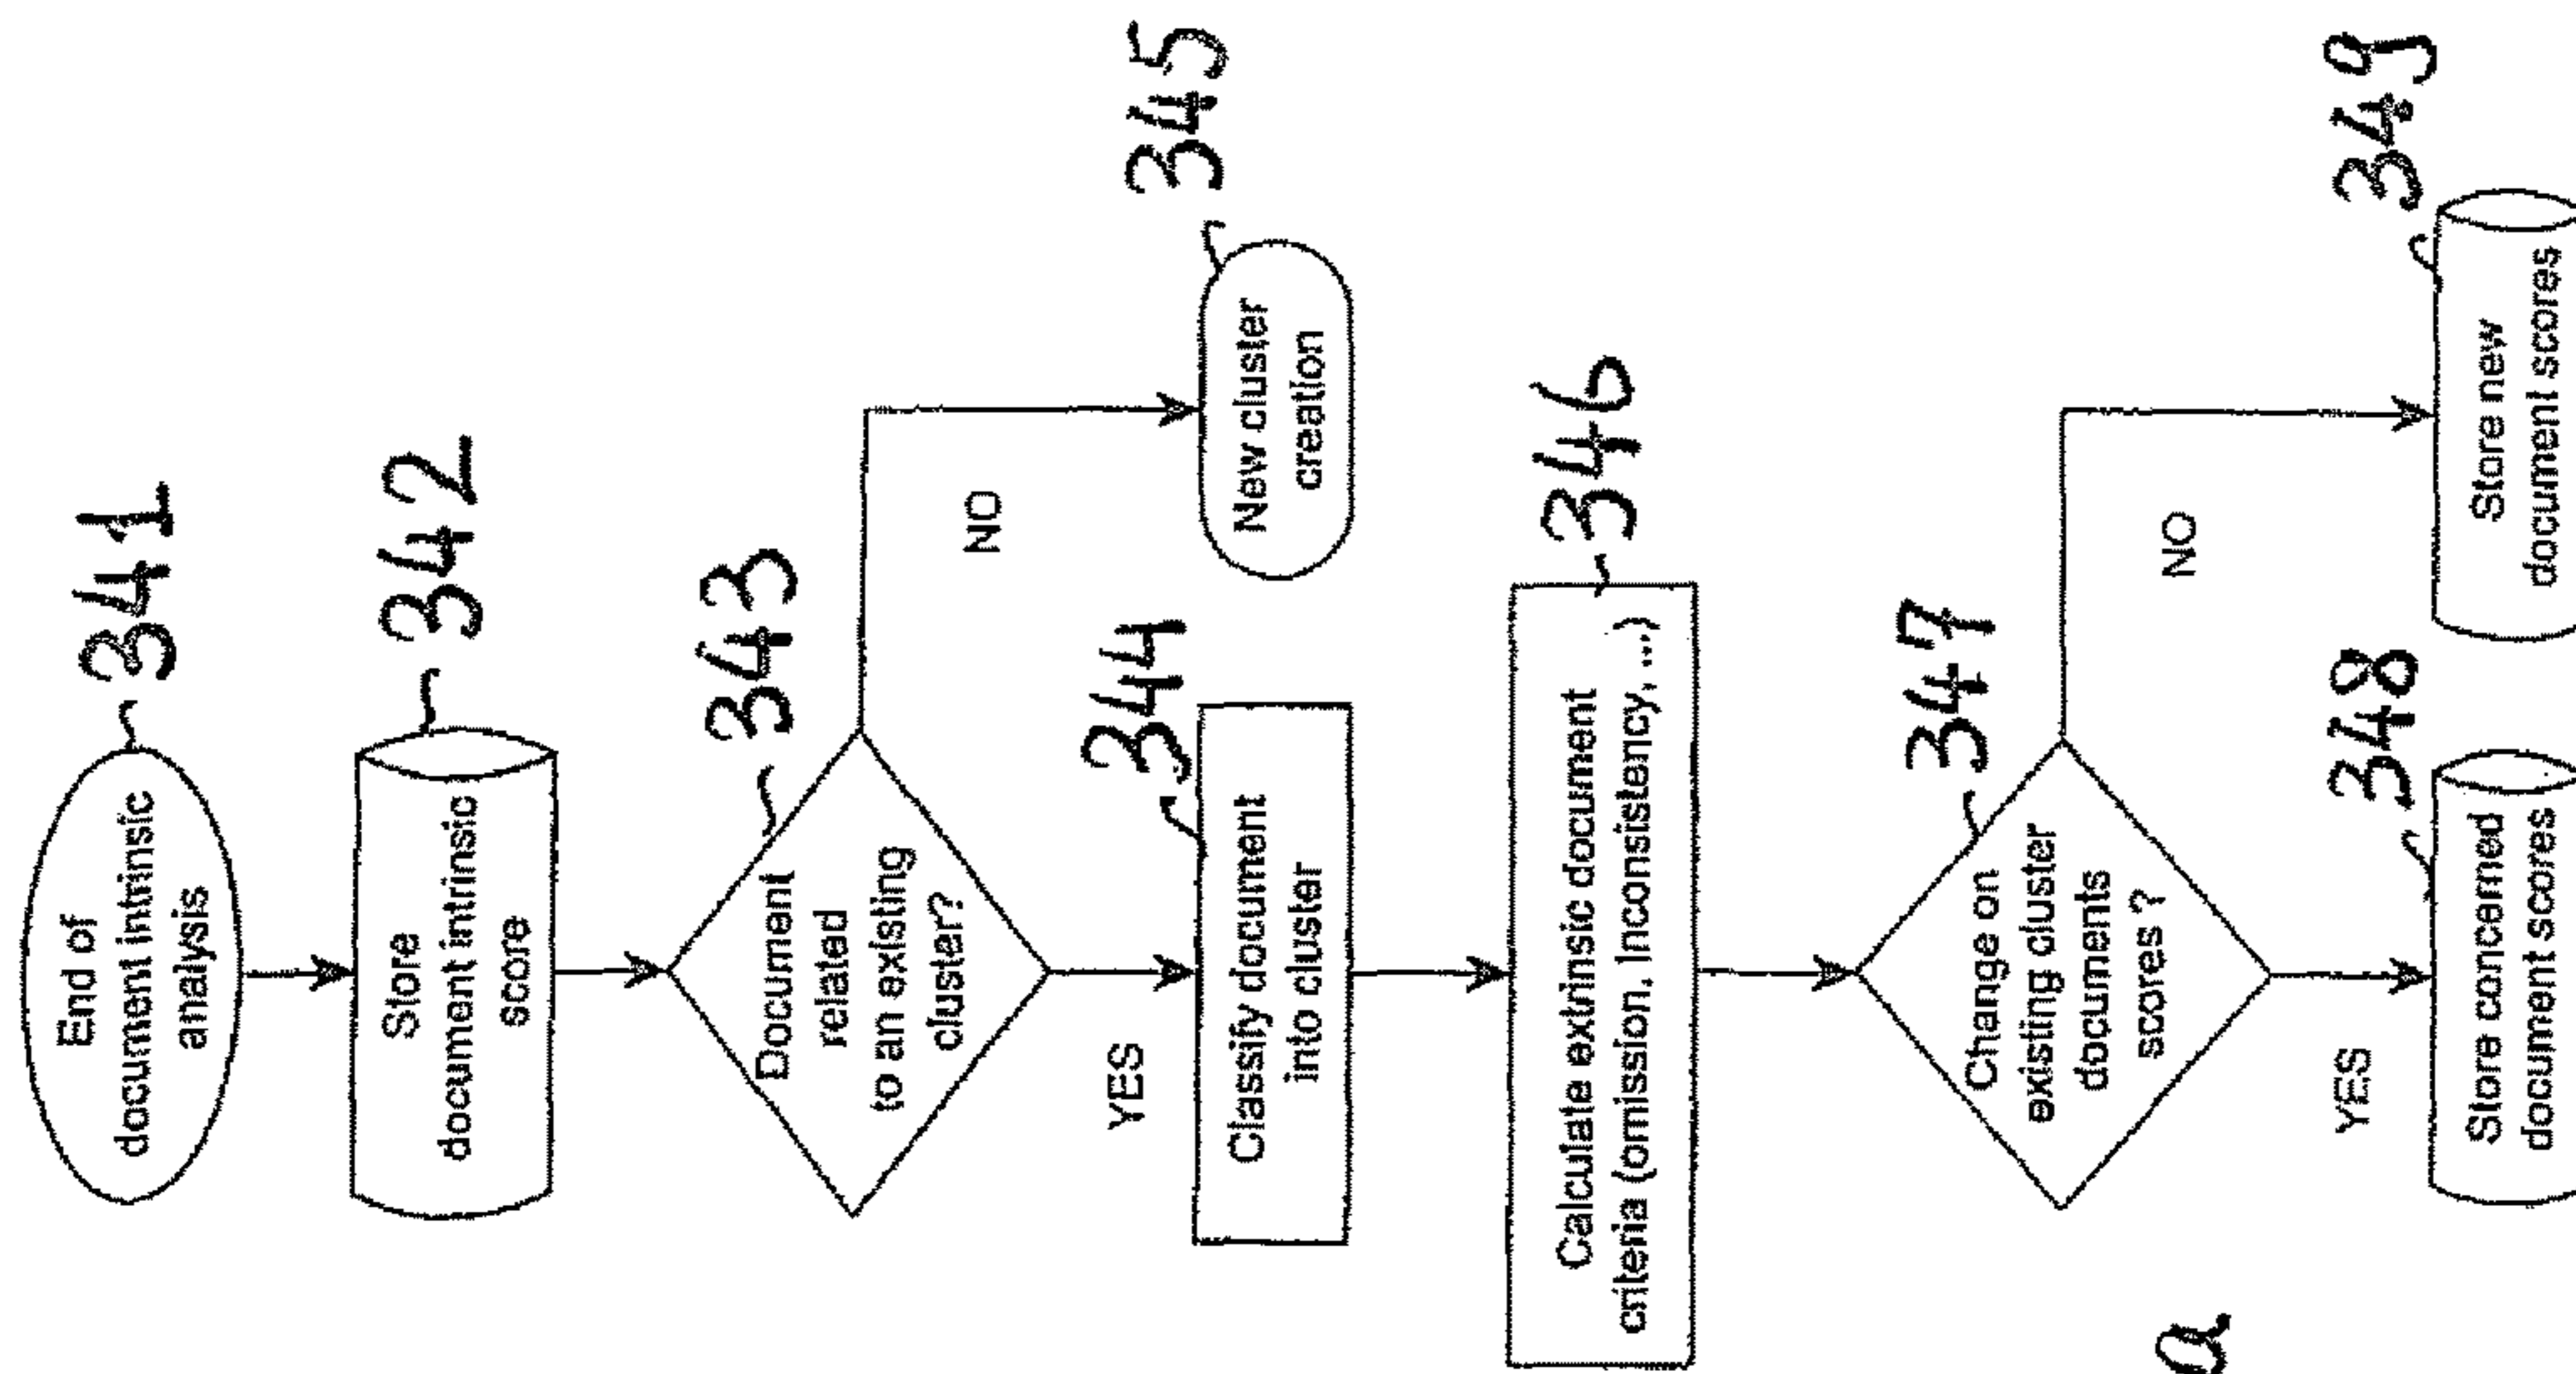 End of
document intrinsic
analysis
341
Store
document intrinsic
score
342
Document
related
to an existing
cluster?
343
YES
NO
Classify document
into cluster
344
New cluster
creation
345
Calculate extrinsic document
criteria (omission, Inconsistency, ...)
346
Change on
existing cluster
documents
scores ?
347
YES
NO
Store concerned
document scores
348
Store new
document scores
349
a